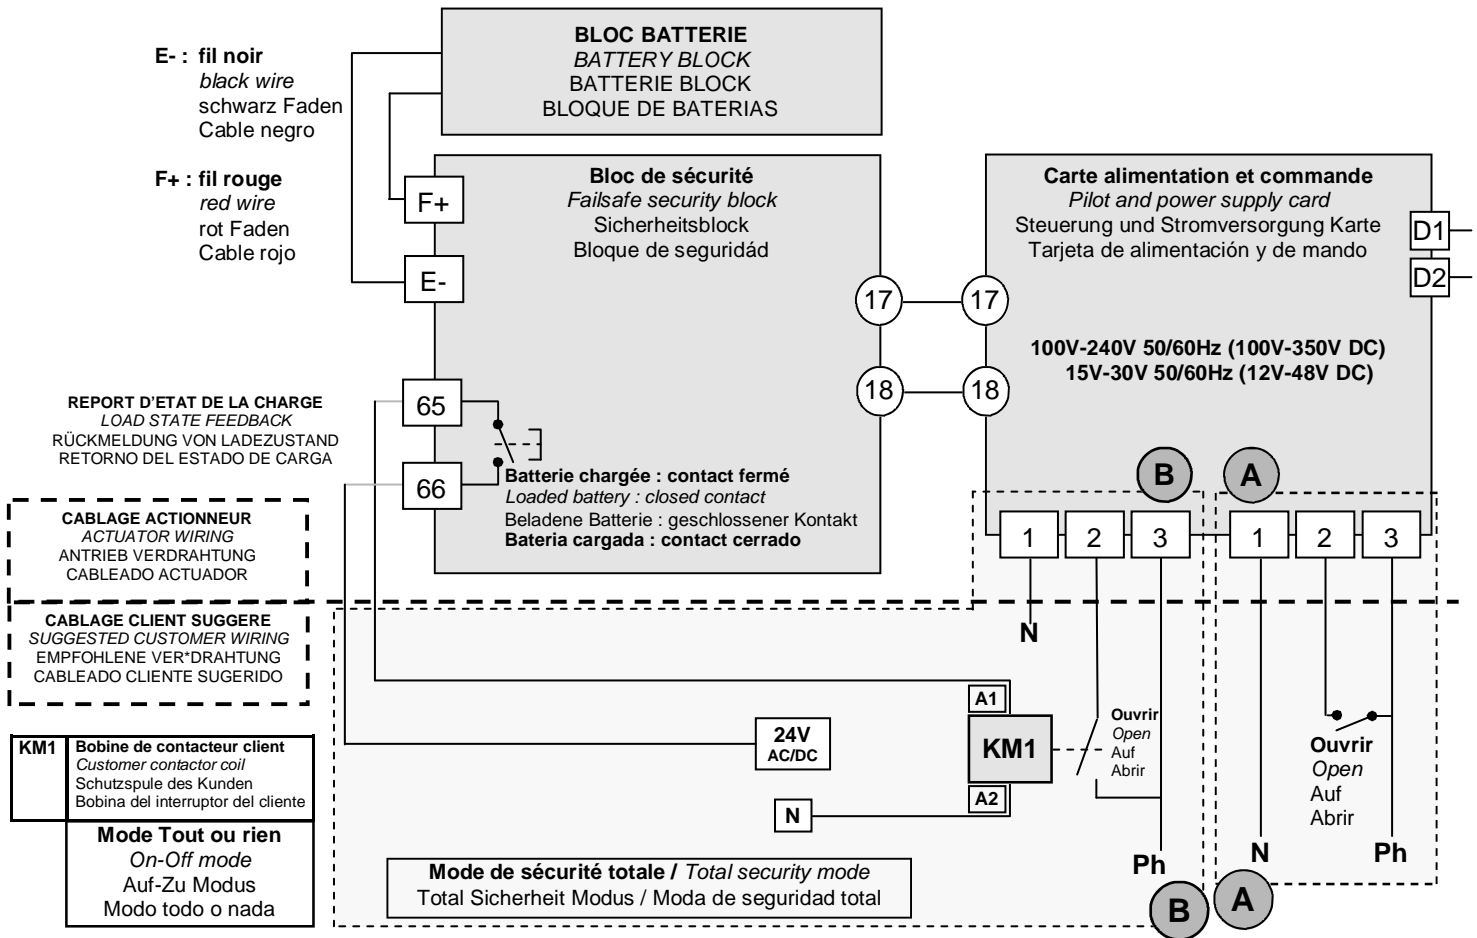 BLOC BATTERIE
BATTERY BLOCK
BATTERIE BLOCK
BLOQUE DE BATERIAS
E- : fil noir
black wire
schwarz Faden
Cable negro
F+ : fil rouge
red wire
rot Faden
Cable rojo
F+
E-
Bloc de sécurité
Failsafe security block
Sicherheitsblock
Bloque de seguridád
17
18
17
18
Carte alimentation et commande
Pilot and power supply card
Steuerung und Stromversorgung Karte
Tarjeta de alimentación y de mando
D1
D2
100V-240V 50/60Hz (100V-350V DC)
15V-30V 50/60Hz (12V-48V DC)
REPORT D'ETAT DE LA CHARGE
LOAD STATE FEEDBACK
RÜCKMELDUNG VON LADEZUSTAND
RETORNO DEL ESTADO DE CARGA
65
66
Batterie chargée : contact fermé
Loaded battery : closed contact
Beladene Batterie : geschlossener Kontakt
Bateria cargada : contact cerrado
B
A
1
2
3
1
2
3
CABLAGE ACTIONNEUR
ACTUATOR WIRING
ANTRIEB VERDRAHTUNG
CABLEADO ACTUADOR
CABLAGE CLIENT SUGGERE
SUGGESTED CUSTOMER WIRING
EMPFOHLENE VER*DRAHTUNG
CABLEADO CLIENTE SUGERIDO
N
A1
KM1
A2
24V
AC/DC
N
Ouvrir
Open
Auf
Abrir
Ouvrir
Open
Auf
Abrir
Ph
N
Ph
KM1
Bobine de contacteur client
Customer contactor coil
Schutzspule des Kunden
Bobina del interruptor del cliente
Mode Tout ou rien
On-Off mode
Auf-Zu Modus
Modo todo o nada
Mode de sécurité totale / Total security mode
Total Sicherheit Modus / Moda de seguridad total
B
A